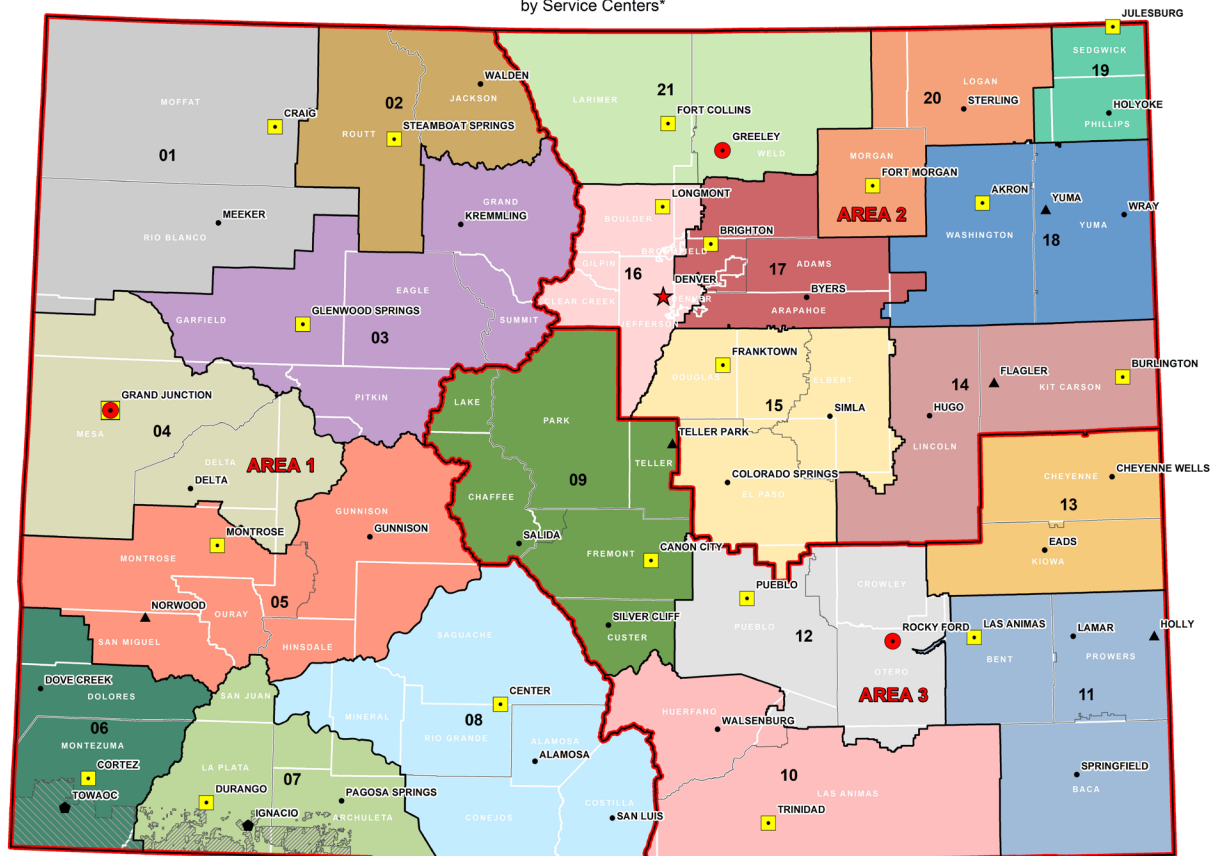 by Service Centers*
JULESBURG
SEDGWICK
19
HOLYOKE
PHILLIPS
LOGAN
20
STERLING
21
LARIMER
FORT COLLINS
GREELEY
WELD
WALDEN
JACKSON
02
ROUTT
STEAMBOAT SPRINGS
MOFFAT
CRAIG
01
MEEKER
RIO BLANCO
GRAND
KREMMLING
MORGAN
FORT MORGAN
AREA 2
AKRON
WASHINGTON
YUMA
WRAY
YUMA
18
LONGMONT
BOULDER
BRIGHTON
GILPIN
16
CLEAR CREEK
DENVER
JEFFERSON
17
ADAMS
BYERS
ARAPAHOE
EAGLE
GARFIELD
GLENWOOD SPRINGS
03
SUMMIT
PITKIN
GRAND JUNCTION
MESA
04
DELTA
AREA 1
DELTA
LAKE
PARK
09
TELLER
TELLER PARK
CHAFFEE
SALIDA
FREMONT
CANON CITY
SILVER CLIFF
CUSTER
FRANKTOWN
DOUGLAS
ELBERT
15
SIMLA
COLORADO SPRINGS
EL PASO
14
FLAGLER
KIT CARSON
BURLINGTON
HUGO
LINCOLN
CHEYENNE
CHEYENNE WELLS
13
EADS
KIOWA
GUNNISON
GUNNISON
MONTROSE
MONTROSE
NORWOOD
OURAY
05
SAN MIGUEL
HINSDALE
PUEBLO
PUEBLO
12
CROWLEY
ROCKY FORD
OTERO
AREA 3
LAS ANIMAS
BENT
LAMAR
PROWERS
HOLLY
11
SPRINGFIELD
BACA
DOVE CREEK
DOLORES
06
MONTEZUMA
CORTEZ
TOWAOC
SAN JUAN
LA PLATA
07
DURANGO
PAGOSA SPRINGS
IGNACIO
ARCHULETA
SAGUACHE
CENTER
MINERAL
08
RIO GRANDE
ALAMOSA
ALAMOSA
COSTILLA
CONEJOS
SAN LUIS
HUERFANO
WALSENBURG
10
LAS ANIMAS
TRINIDAD